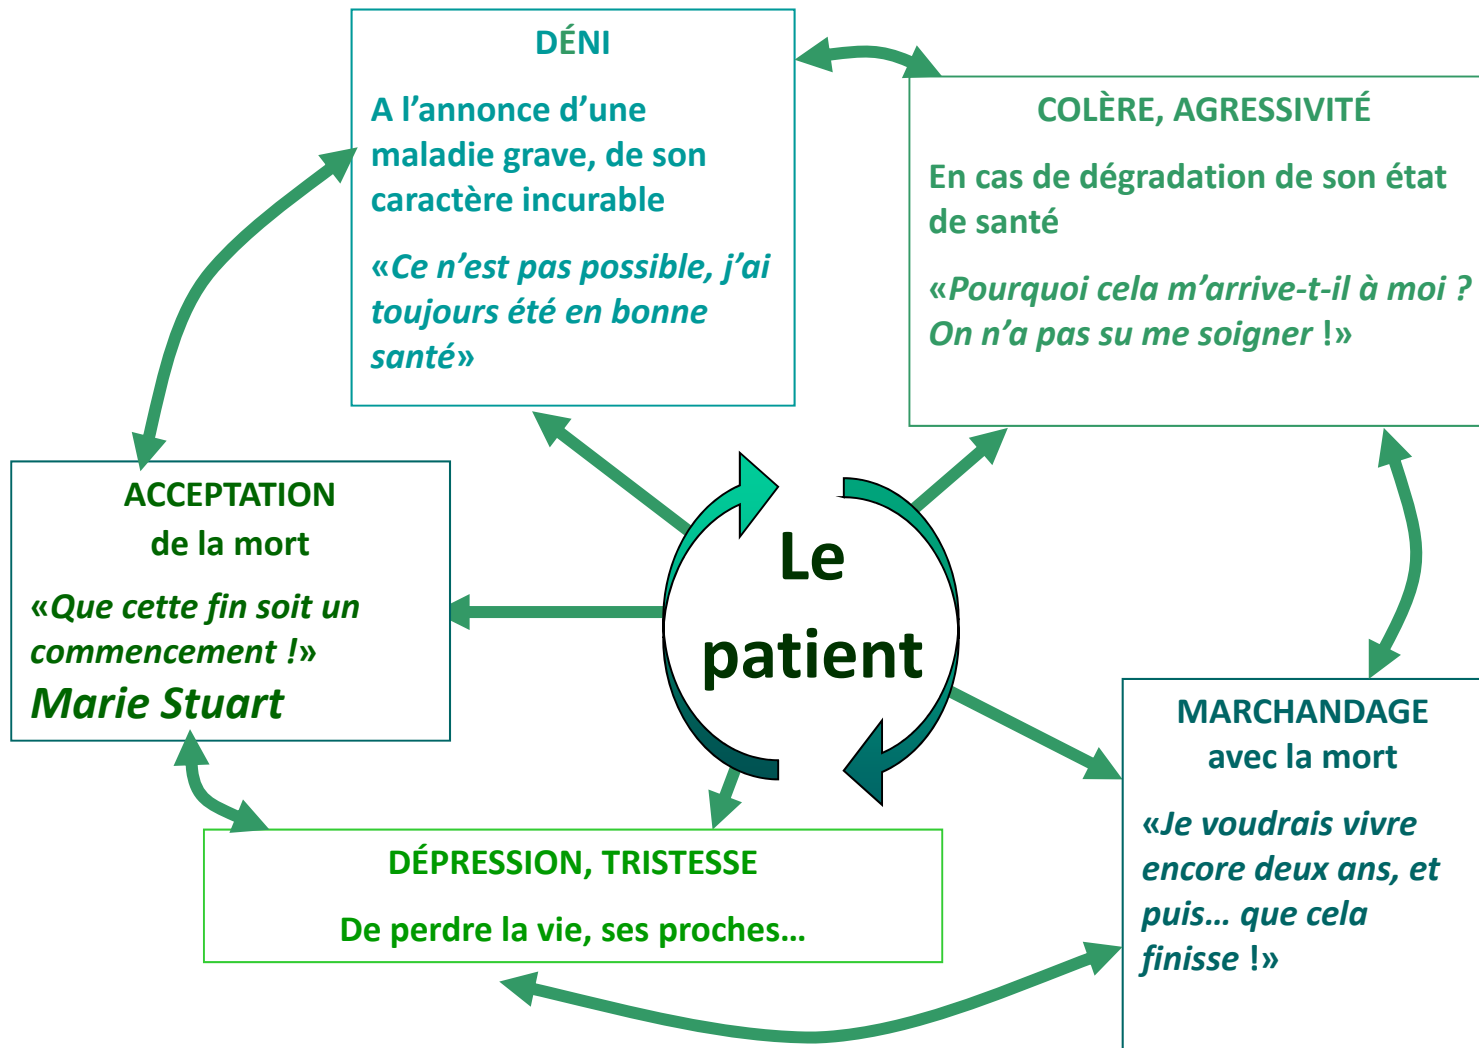 DÉNI
A l’annonce d’une
maladie grave, de son
caractère incurable
«Ce n’est pas possible, j’ai
toujours été en bonne
santé»
COLÈRE, AGRESSIVITÉ
En cas de dégradation de son état
de santé
«Pourquoi cela m’arrive-t-il à moi ?
On n’a pas su me soigner !»
ACCEPTATION
de la mort
«Que cette fin soit un
commencement !»
Marie Stuart
Le
patient
MARCHANDAGE
avec la mort
«Je voudrais vivre
encore deux ans, et
puis… que cela
finisse !»
DÉPRESSION, TRISTESSE
De perdre la vie, ses proches…